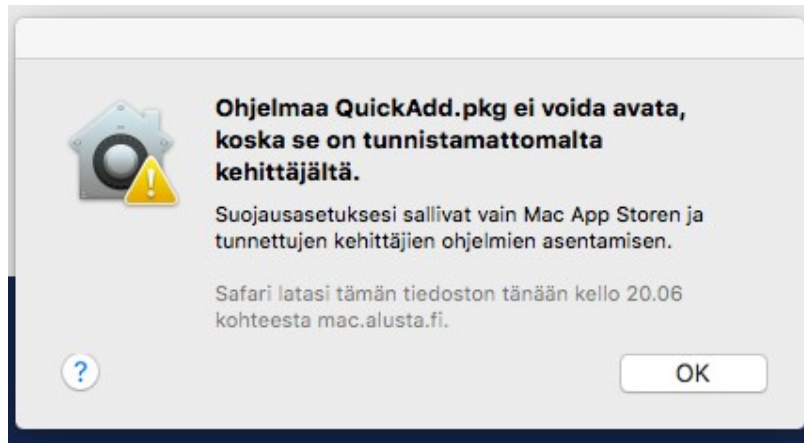 Ohjelmaa QuickAdd.pkg ei voida avata,
koska se on tunnistamattomalta
kehittäjältä.
Suojausasetuksesi sallivat vain Mac App Storen ja
tunnettujen kehittäjien ohjelmien asentamisen.
Safari latasi tämän tiedoston tänään kello 20.06
kohteesta mac.alusta.fi.
?
OK